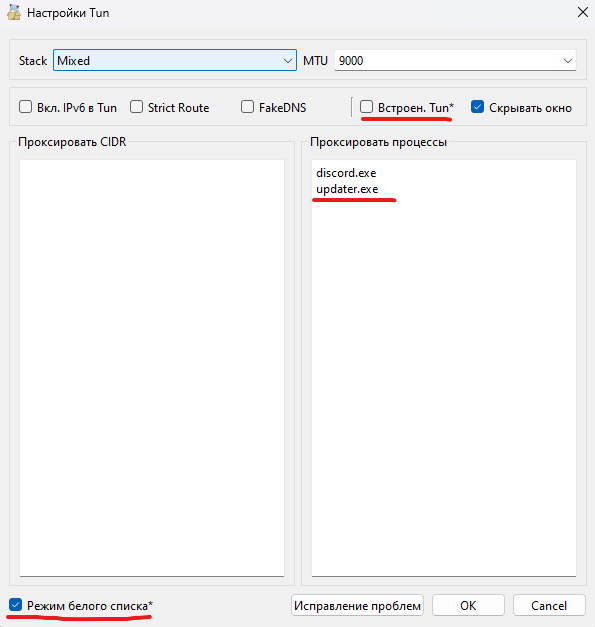 Настройки Tun
Stack Mixed MTU 9000
Вкл. IPv6 в Tun Strict Route FakeDNS Встроен. Tun* Скрывать окно
Проксировать CIDR Проксировать процессы
discord.exe
updater.exe
Режим белого списка* Исправление проблем OK Cancel